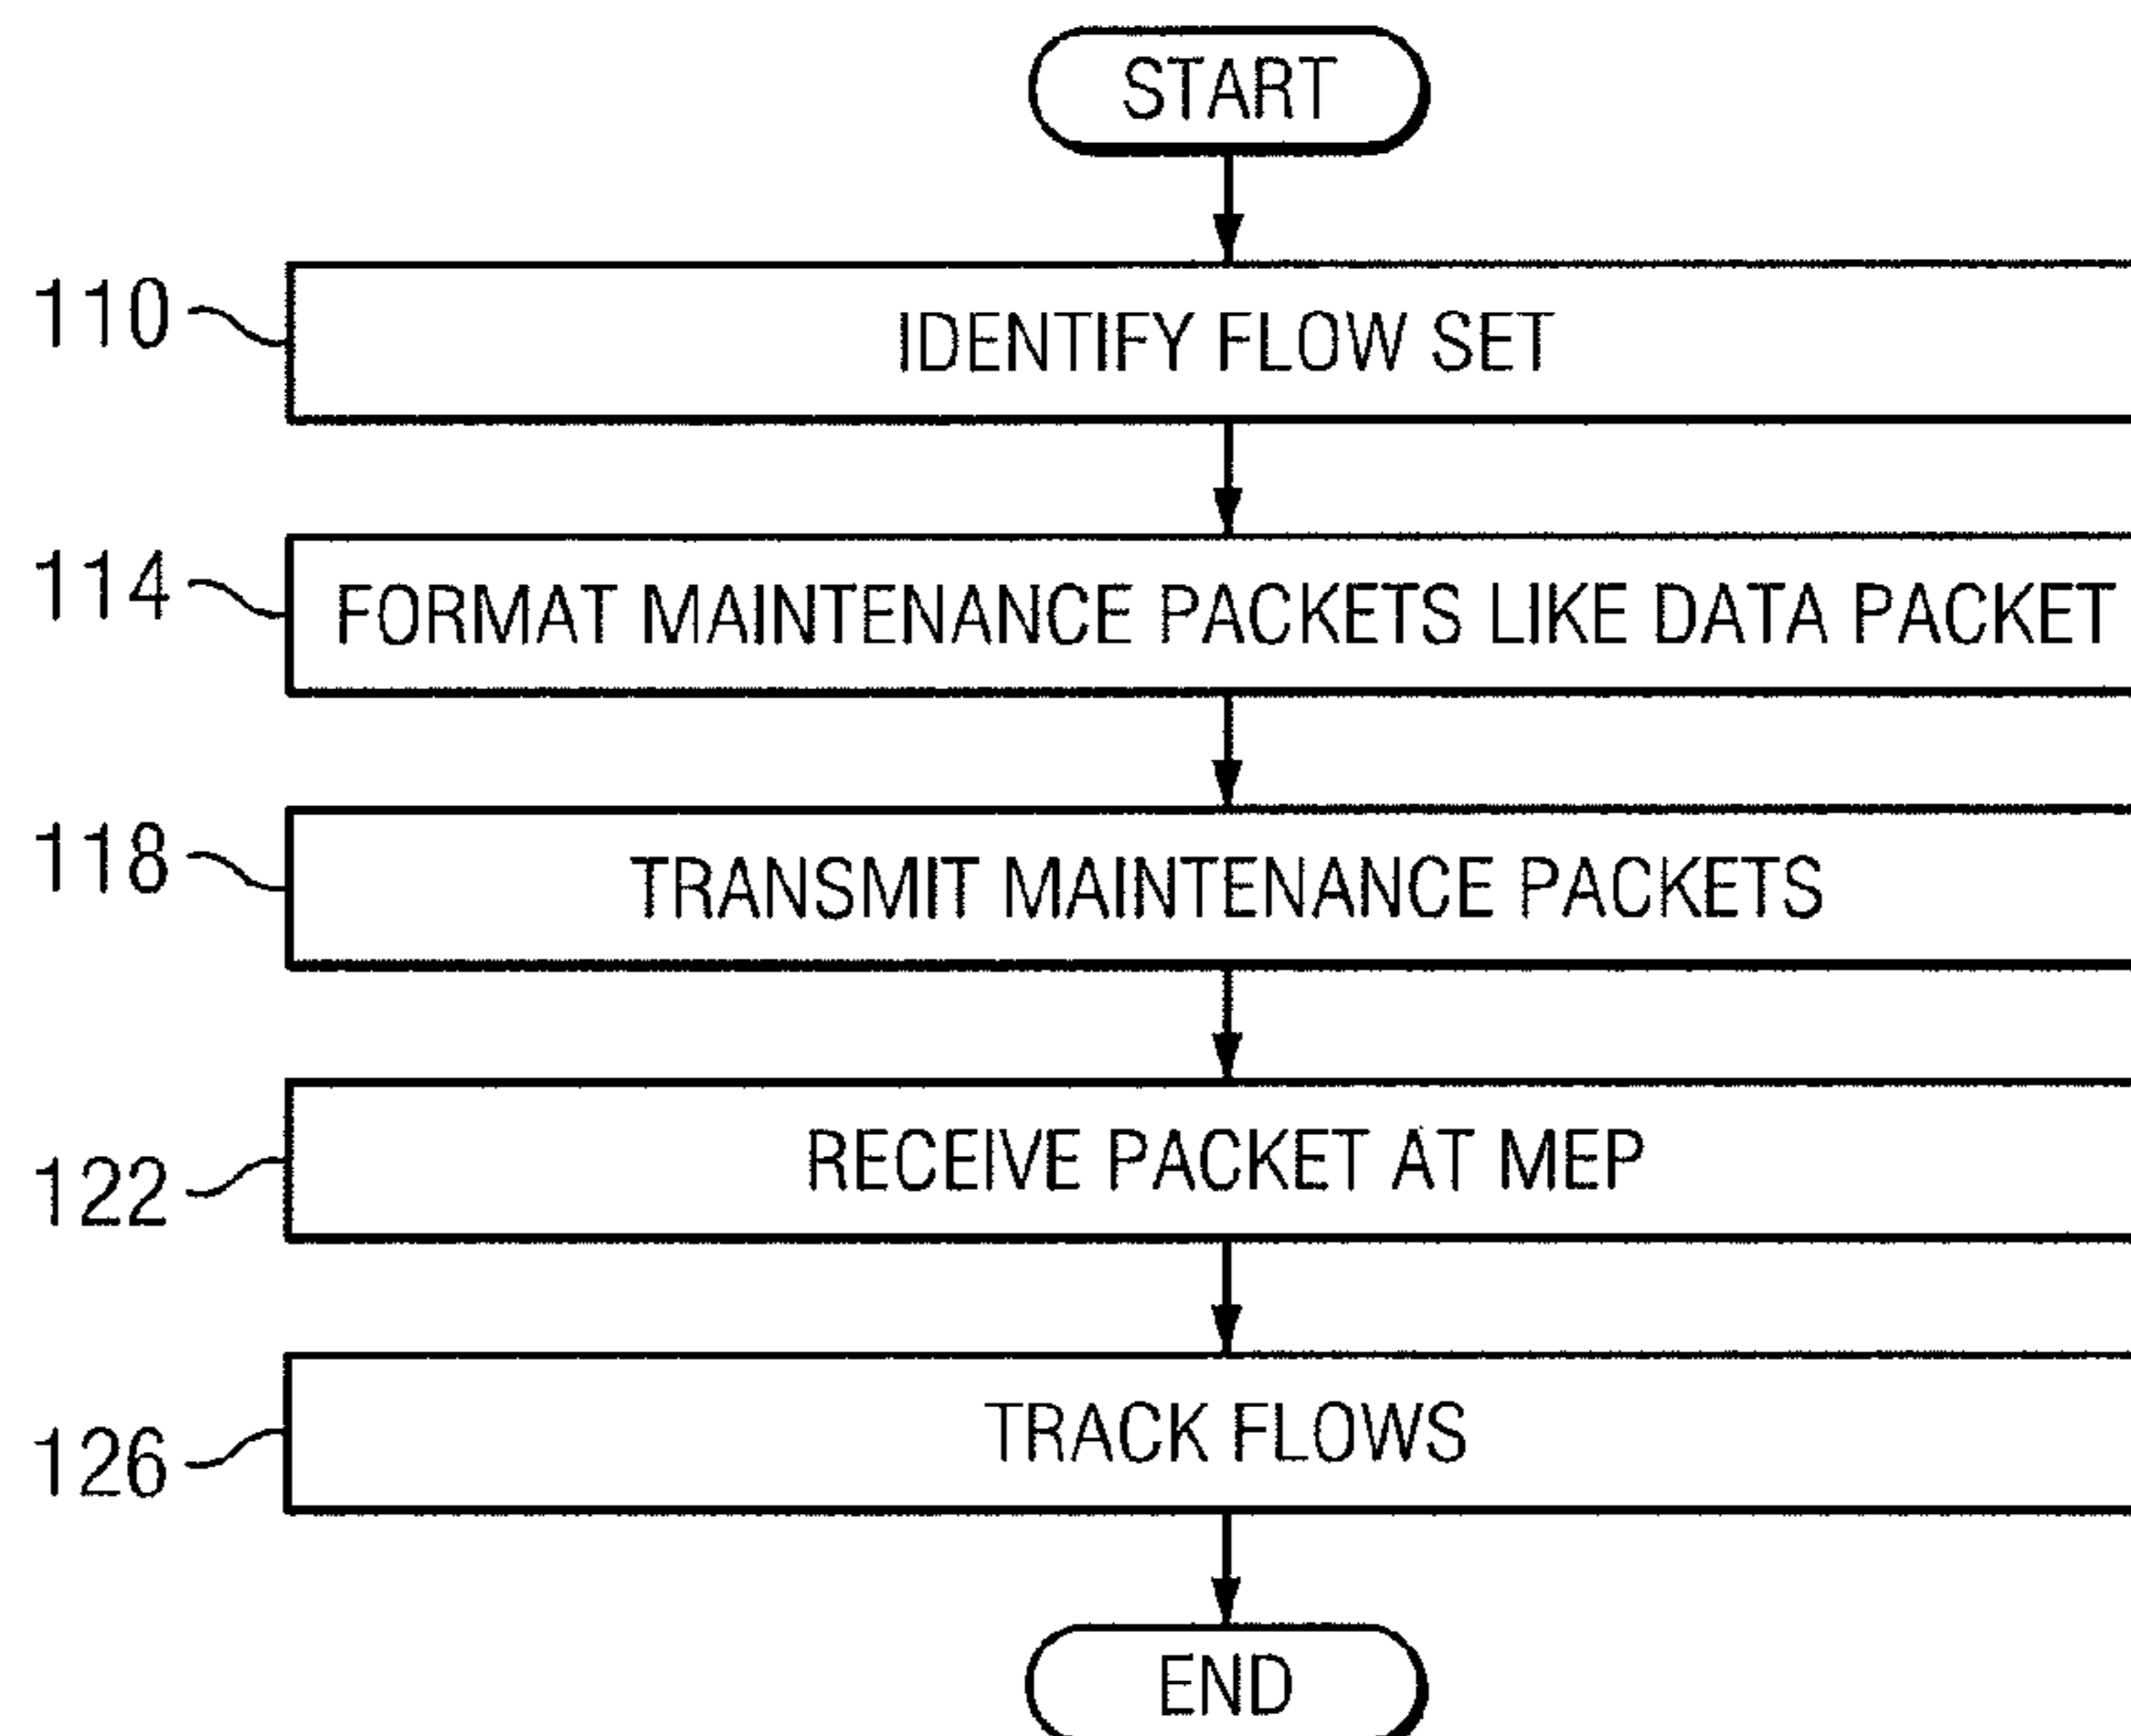 START
110
IDENTIFY FLOW SET
114
FORMAT MAINTENANCE PACKETS LIKE DATA PACKET
118
TRANSMIT MAINTENANCE PACKETS
122
RECEIVE PACKET AT MEP
126
TRACK FLOWS
END